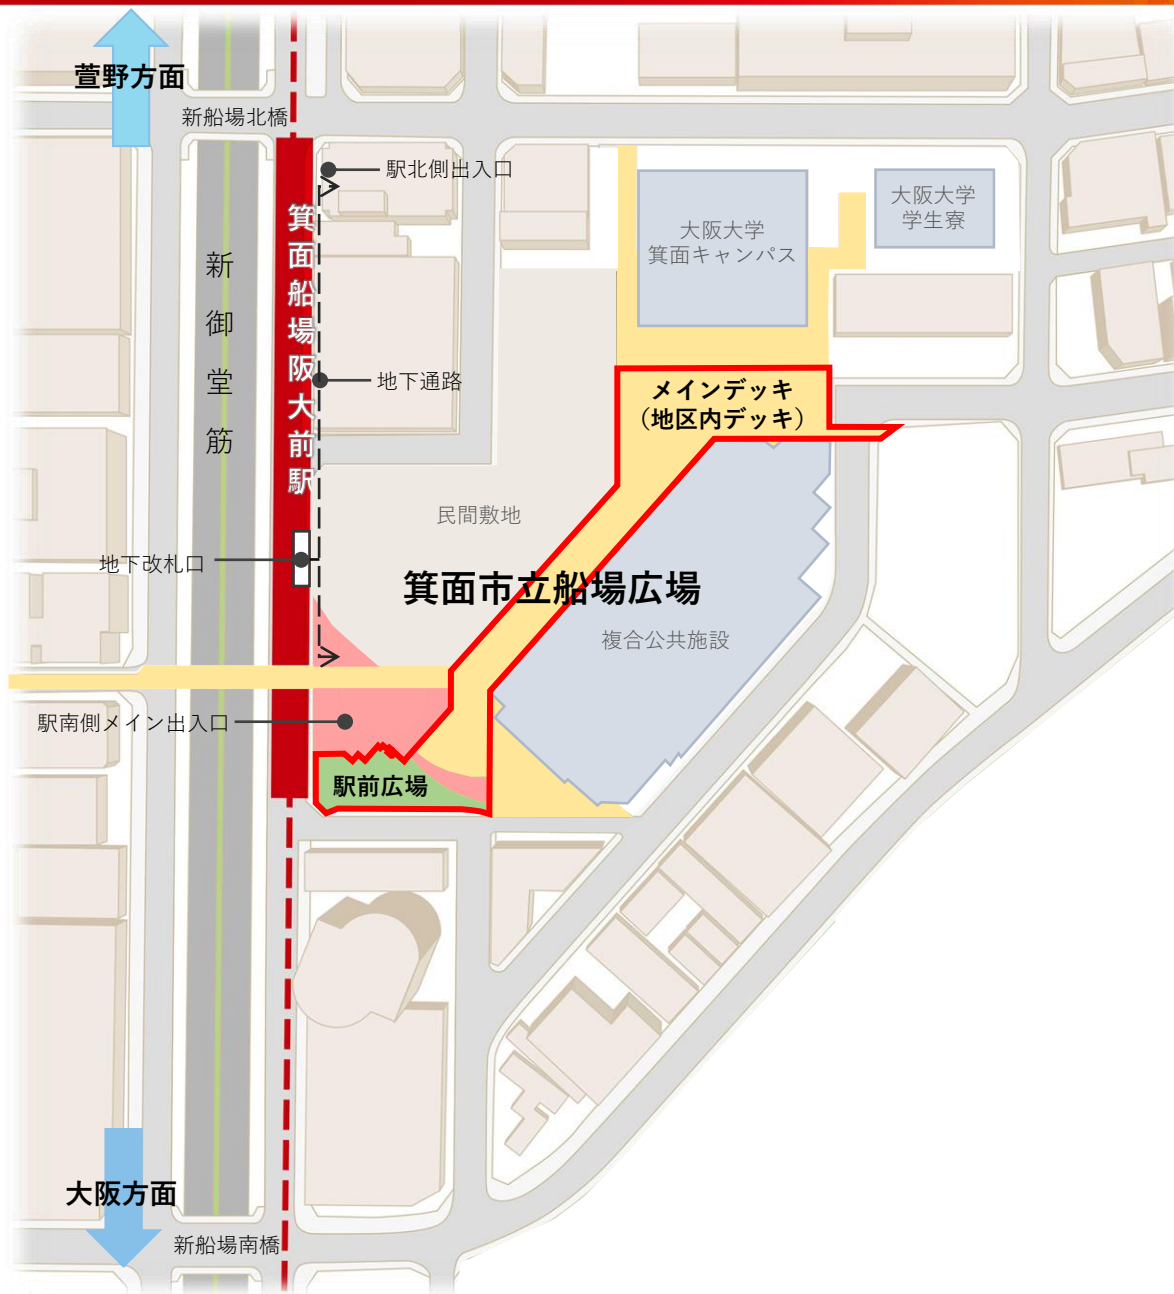 萱野方面
新船場北橋
駅北側出入口
箕面船場阪大前駅
新御堂筋
大阪大学
箕面キャンパス
大阪大学
学生寮
地下通路
メインデッキ
（地区内デッキ）
民間敷地
地下改札口
箕面市立船場広場
複合公共施設
駅南側メイン出入口
駅前広場
大阪方面
新船場南橋